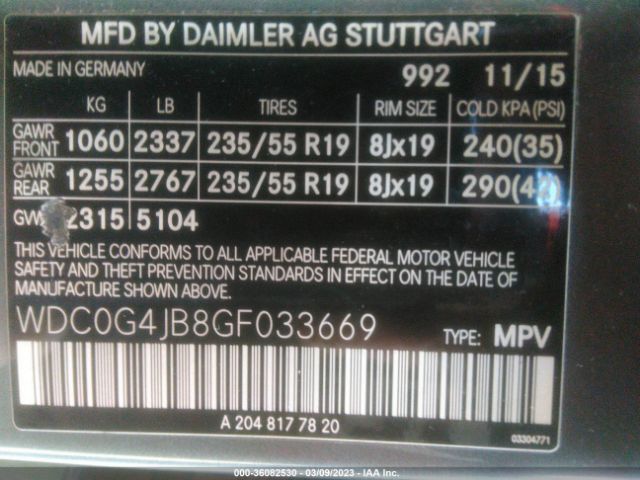 MFD BY DAIMLER AG STUTTGART
MADE IN GERMANY 992 11/15
KG LB TIRES RIM SIZE COLD KPA(PSI)
GAWR FRONT 1060 2337 235/55 R19 8Jx19 240(35)
GAWR REAR 1255 2767 235/55 R19 8Jx19 290(42)
2315 5104
THIS VEHICLE CONFORMS TO ALL APPLICABLE FEDERAL MOTOR VEHICLE
SAFETY AND THEFT PREVENTION STANDARDS IN EFFECT ON THE DATE
OF MANUFACTURE SHOWN ABOVE.
WDC0G4JB8GF033669 TYPE: MPV
A 204 817 78 20
03304771
000-36082530 - 03/09/2023 - IAA Inc.